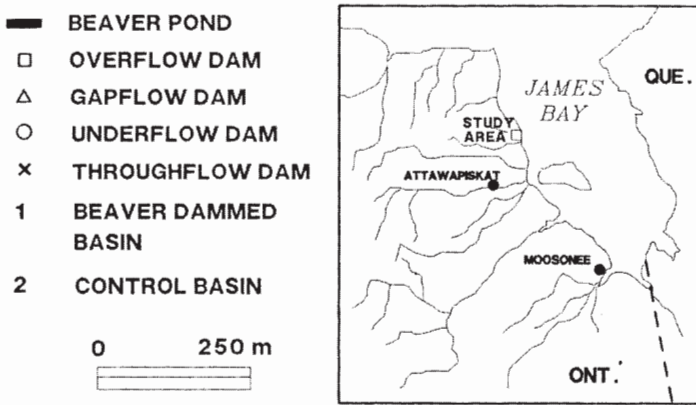 BEAVER POND
OVERFLOW DAM
GAPFLOW DAM
UNDERFLOW DAM
THROUGHFLOW DAM
1 BEAVER DAMMED
BASIN
2 CONTROL BASIN
0 250 m
JAMES
BAY
QUE.
STUDY
AREA
ATTAWAPISKAT
MOOSONEE
ONT.